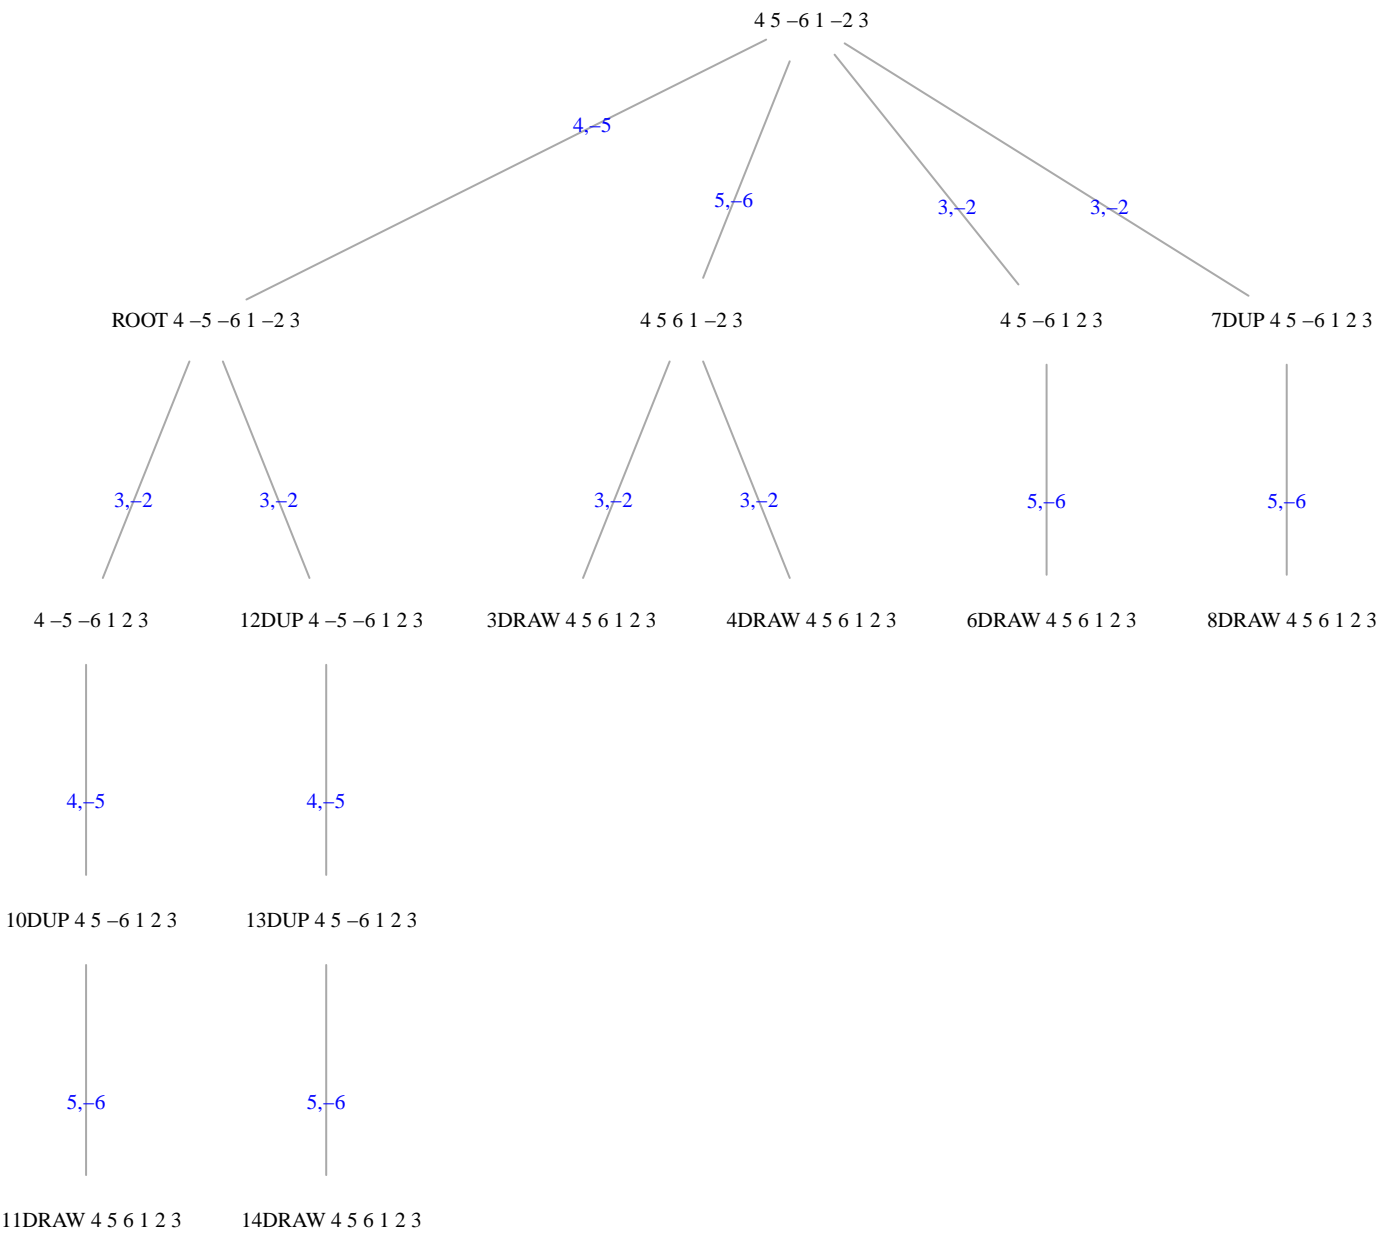 4 5 −6 1 −2 3
4,−5
5,−6
3,−2
3,−2
ROOT 4 −5 −6 1 −2 3
4 5 6 1 −2 3
4 5 −6 1 2 3
7DUP 4 5 −6 1 2 3
3,−2
3,−2
3,−2
3,−2
5,−6
5,−6
4 −5 −6 1 2 3
12DUP 4 −5 −6 1 2 3
3DRAW 4 5 6 1 2 3
4DRAW 4 5 6 1 2 3
6DRAW 4 5 6 1 2 3
8DRAW 4 5 6 1 2 3
4,−5
4,−5
10DUP 4 5 −6 1 2 3
13DUP 4 5 −6 1 2 3
5,−6
5,−6
11DRAW 4 5 6 1 2 3
14DRAW 4 5 6 1 2 3